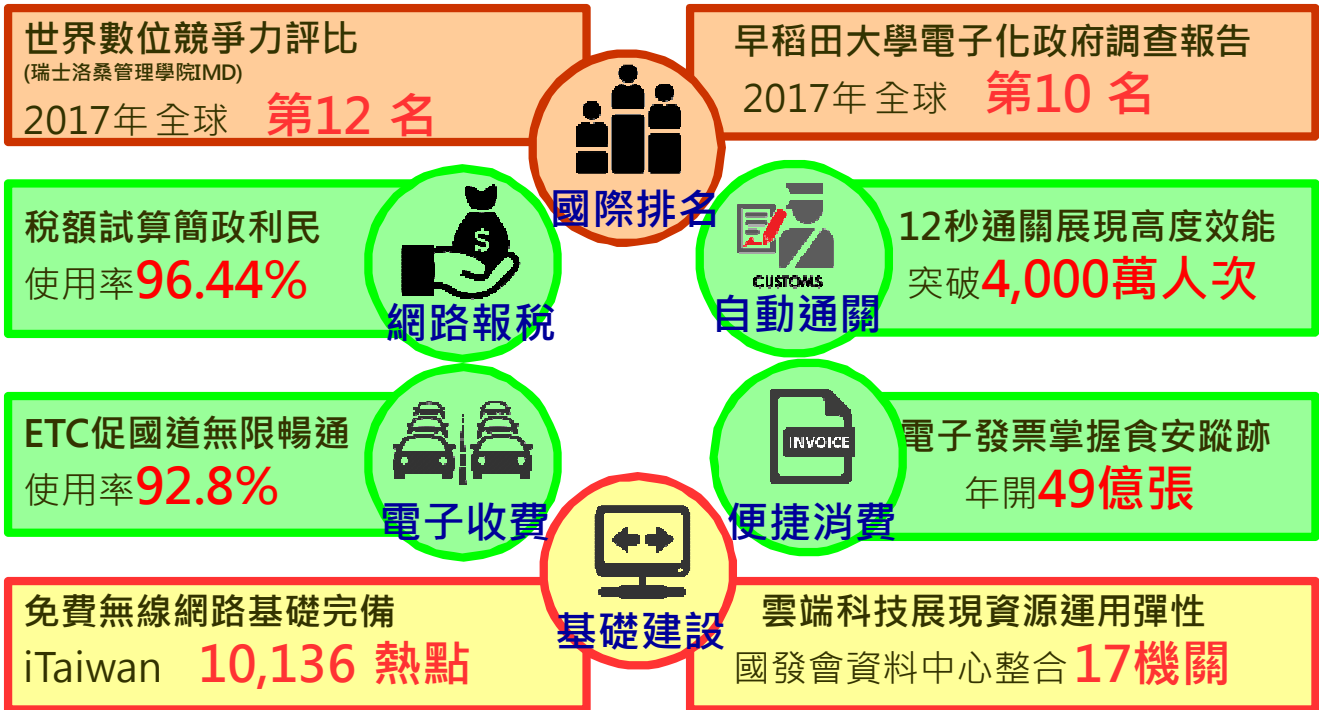 世界數位競爭力評比
(瑞士洛桑管理學院IMD)
2017年 全球 第12 名
早稻田大學電子化政府調查報告
2017年 全球 第10 名
國際排名
稅額試算簡政利民
使用率96.44%
$
網路報稅
CUSTOMS
自動通關
12秒通關展現高度效能
突破4,000萬人次
ETC促國道無限暢通
使用率92.8%
電子收費
INVOICE
便捷消費
電子發票掌握食安蹤跡
年開49億張
免費無線網路基礎完備
iTaiwan 10,136 熱點
基礎建設
雲端科技展現資源運用彈性
國發會資料中心整合17機關